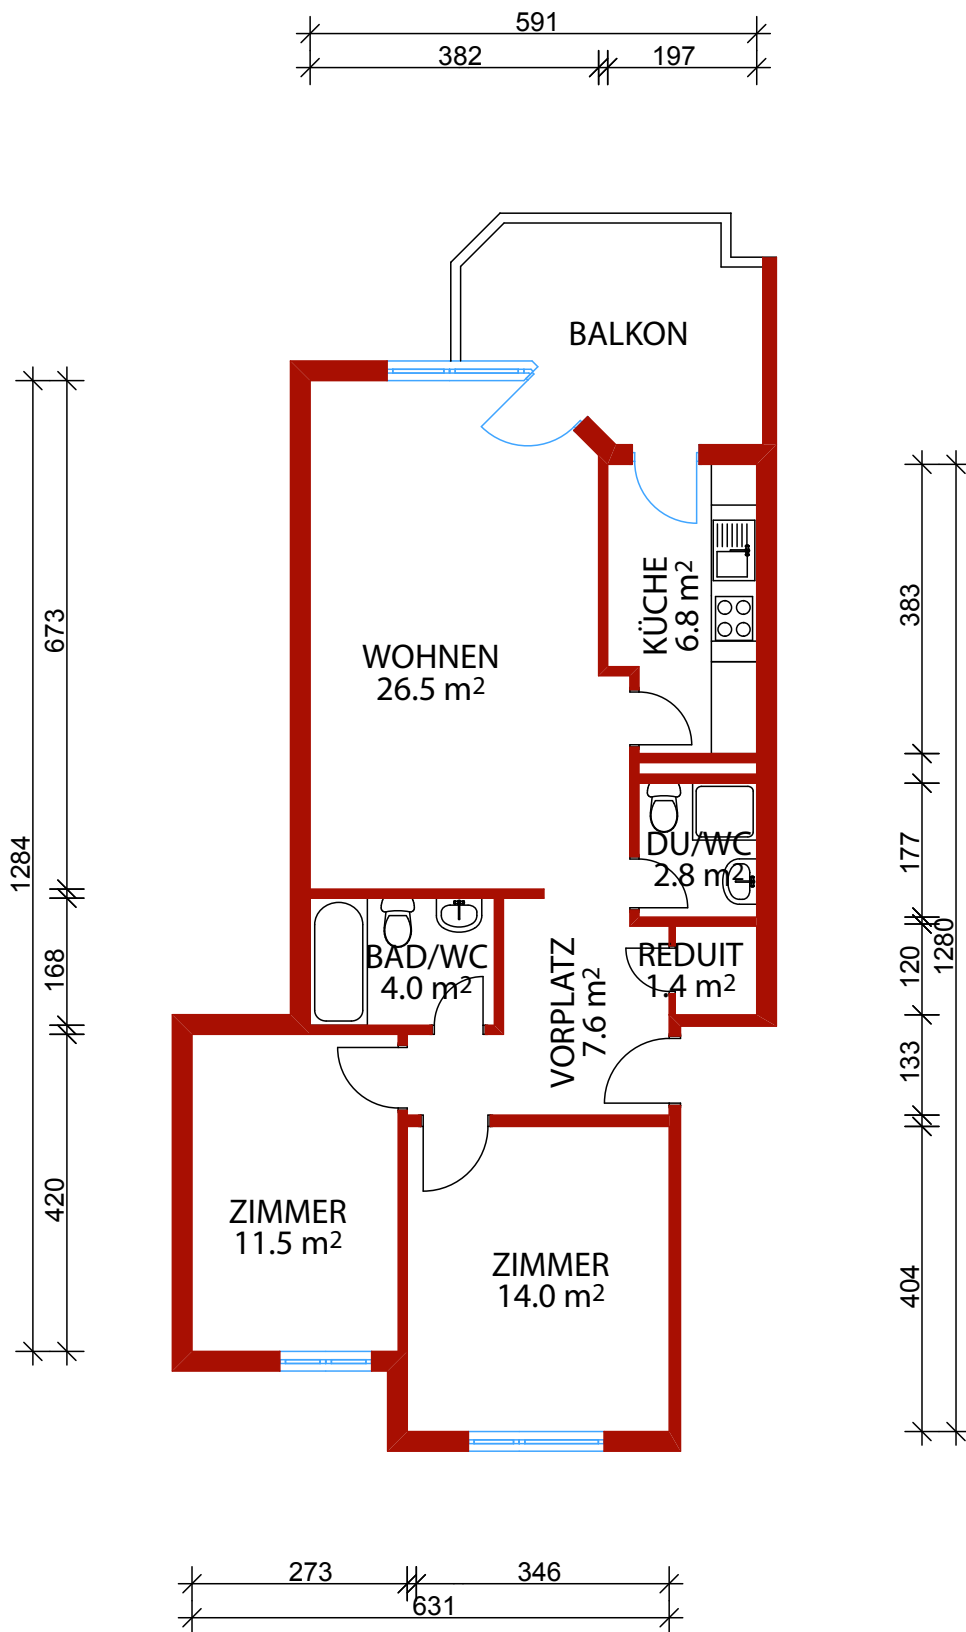 591
382
197
BALKON
673
1284
168
420
WOHNEN
26.5 m²
KÜCHE
6.8 m²
383
177
1280
120
133
404
DU/WC
2.8 m²
BAD/WC
4.0 m²
REDUIT
1.4 m²
VORPLATZ
7.6 m²
ZIMMER
11.5 m²
ZIMMER
14.0 m²
273
346
631